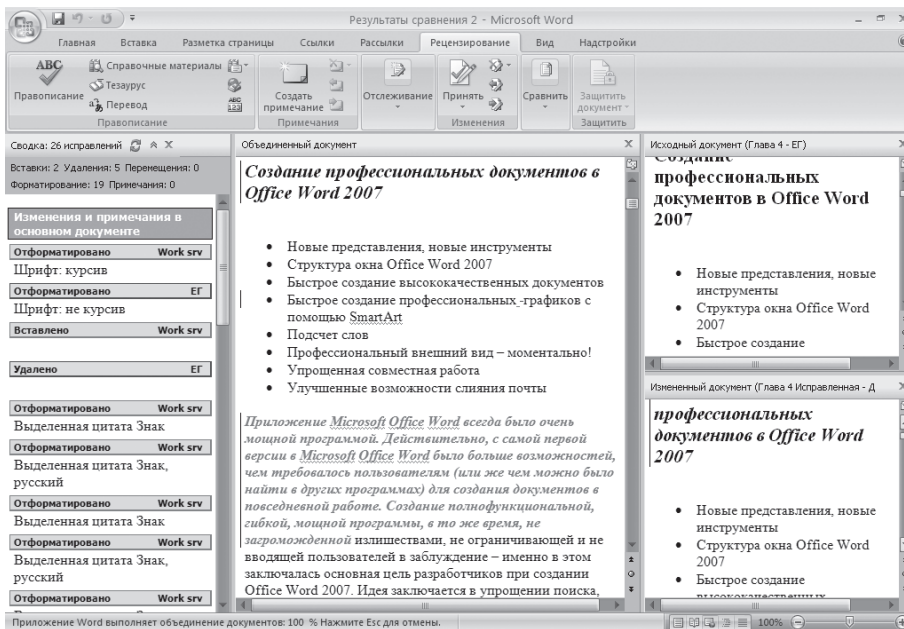 Результаты сравнения 2 - Microsoft Word
Главная Вставка Разметка страницы Ссылки Рассылки Рецензирование Вид Надстройки
ABC
Правописание
Справочные материалы
Тезаурус
Перевод
ABC
123
Правописание
Создать примечание
Примечания
Отслеживание
Принять
Изменения
Сравнить
Защитить документ
Защитить
Сводка: 26 исправлений
Вставки: 2 Удаления: 5 Перемещения: 0
Форматирование: 19 Примечания: 0
Изменения и примечания в
основном документе
Отформатировано Work srv
Шрифт: курсив
Отформатировано ЕГ
Шрифт: не курсив
Вставлено Work srv
Удалено ЕГ
Отформатировано Work srv
Выделенная цитата Знак
Отформатировано Work srv
Выделенная цитата Знак,
русский
Отформатировано Work srv
Выделенная цитата Знак
Отформатировано Work srv
Выделенная цитата Знак,
русский
Отформатировано Work srv
Объединенный документ
Создание профессиональных документов в
Office Word 2007
• Новые представления, новые инструменты
• Структура окна Office Word 2007
• Быстрое создание высококачественных документов
• Быстрое создание профессиональных -графиков с
помощью SmartArt
• Подсчет слов
• Профессиональный внешний вид – моментально!
• Упрощенная совместная работа
• Улучшенные возможности слияния почты
Приложение Microsoft Office Word всегда было очень
мощной программой. Действительно, с самой первой
версии в Microsoft Office Word было больше возможностей,
чем требовалось пользователям (или же чем можно было
найти в других программах) для создания документов в
повседневной работе. Создание полнофункциональной,
гибкой, мощной программы, в то же время, не
загроможденной излишествами, не ограничивающей и не
вводящей пользователей в заблуждение – именно в этом
заключалась основная цель разработчиков при создании
Office Word 2007. Идея заключается в упрощении поиска,
Исходный документ (Глава 4 - ЕГ)
Создание
профессиональных
документов в Office Word
2007
• Новые представления, новые
инструменты
• Структура окна Office Word
2007
• Быстрое создание
Измененный документ (Глава 4 Исправленная - Д
профессиональных
документов в Office Word
2007
• Новые представления, новые
инструменты
• Структура окна Office Word
2007
• Быстрое создание
высококачественных
Приложение Word выполняет объединение документов: 100 % Нажмите Esc для отмены.
100%